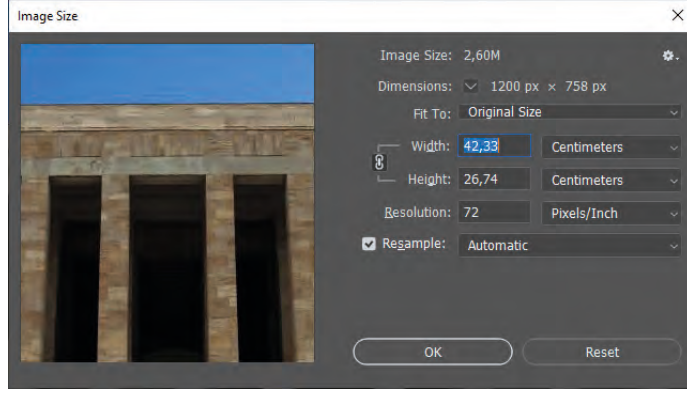 Image Size
Image Size: 2,60M
Dimensions: 1200 px × 758 px
Fit To: Original Size
Width: 42,33 Centimeters
Height: 26,74 Centimeters
Resolution: 72 Pixels/Inch
Resample: Automatic
OK Reset